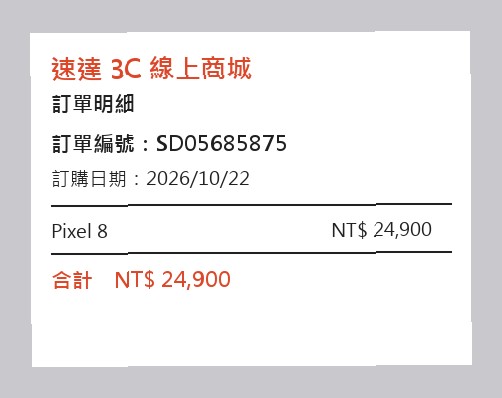 速達 3C 線上商城
訂單明細
訂單編號：SD05685875
訂購日期：2026/10/22
Pixel 8 NT$ 24,900
合計 NT$ 24,900